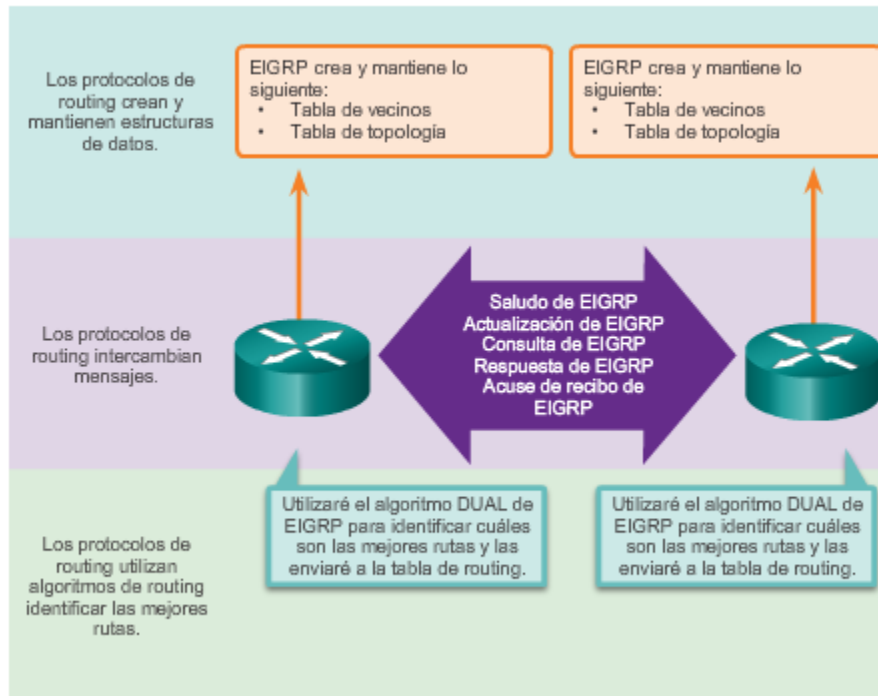 Los protocolos de
routing crean y
mantienen estructuras
de datos.
EIGRP crea y mantiene lo
siguiente:
• Tabla de vecinos
• Tabla de topología
EIGRP crea y mantiene lo
siguiente:
• Tabla de vecinos
• Tabla de topología
Los protocolos de
routing intercambian
mensajes.
Saludo de EIGRP
Actualización de EIGRP
Consulta de EIGRP
Respuesta de EIGRP
Acuse de recibo de
EIGRP
Los protocolos de
routing utilizan
algoritmos de routing
identificar las mejores
rutas.
Utilizaré el algoritmo DUAL de
EIGRP para identificar cuáles
son las mejores rutas y las
enviaré a la tabla de routing.
Utilizaré el algoritmo DUAL de
EIGRP para identificar cuáles
son las mejores rutas y las
enviaré a la tabla de routing.